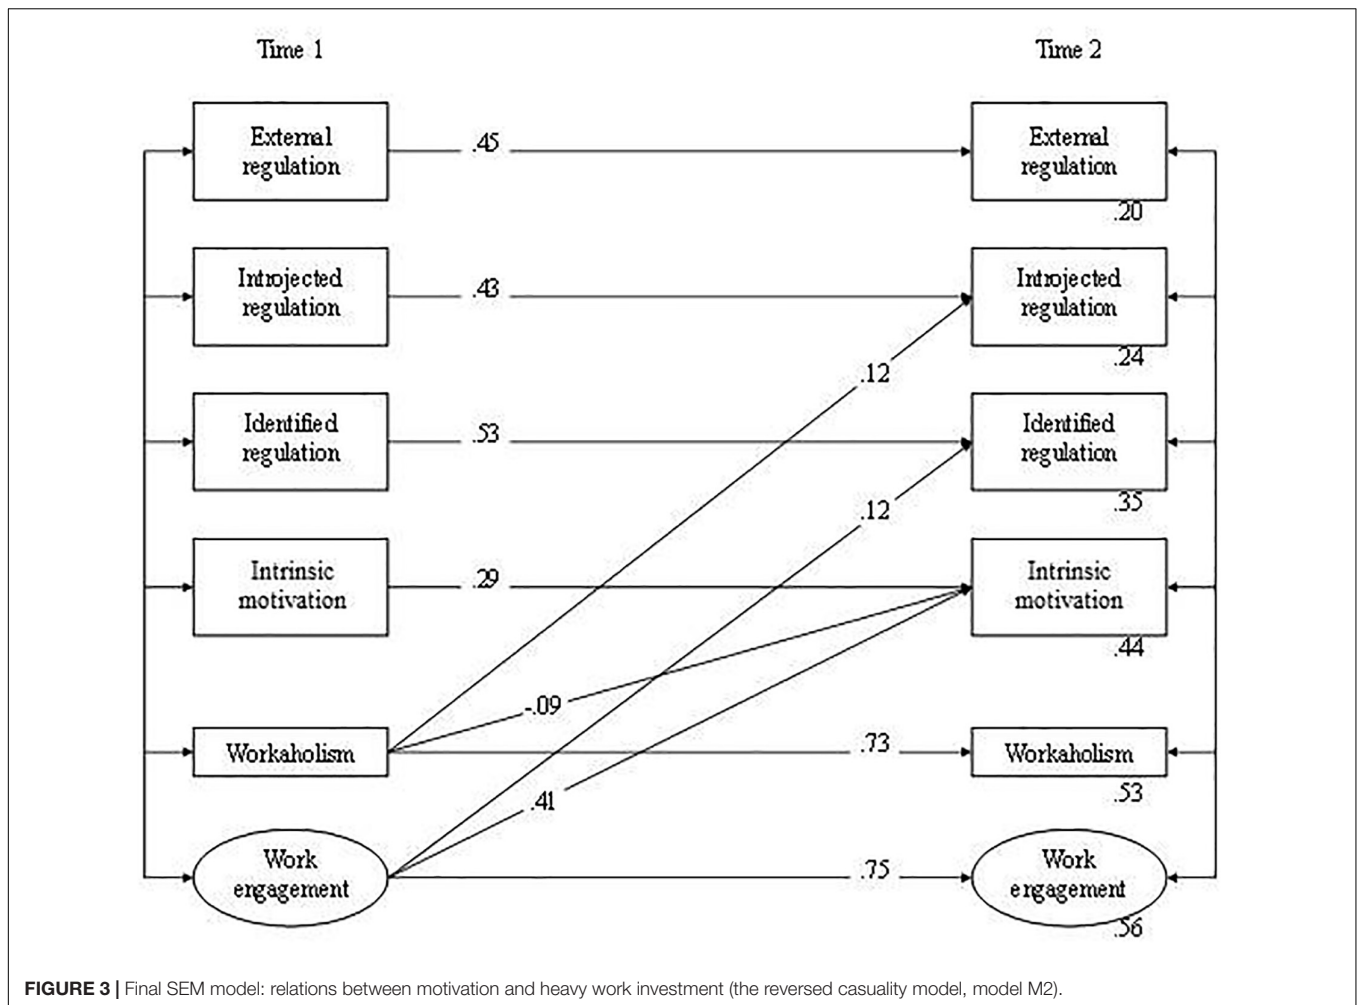 Time 1
Time 2
External
regulation
.45
External
regulation
.20
Introjected
regulation
.43
Introjected
regulation
.24
.12
Identified
regulation
.53
Identified
regulation
.35
.12
Intrinsic
motivation
.29
Intrinsic
motivation
.44
-.09
Workaholism
.73
Workaholism
.53
.41
Work
engagement
.75
Work
engagement
.56
FIGURE 3 | Final SEM model: relations between motivation and heavy work investment (the reversed casuality model, model M2).